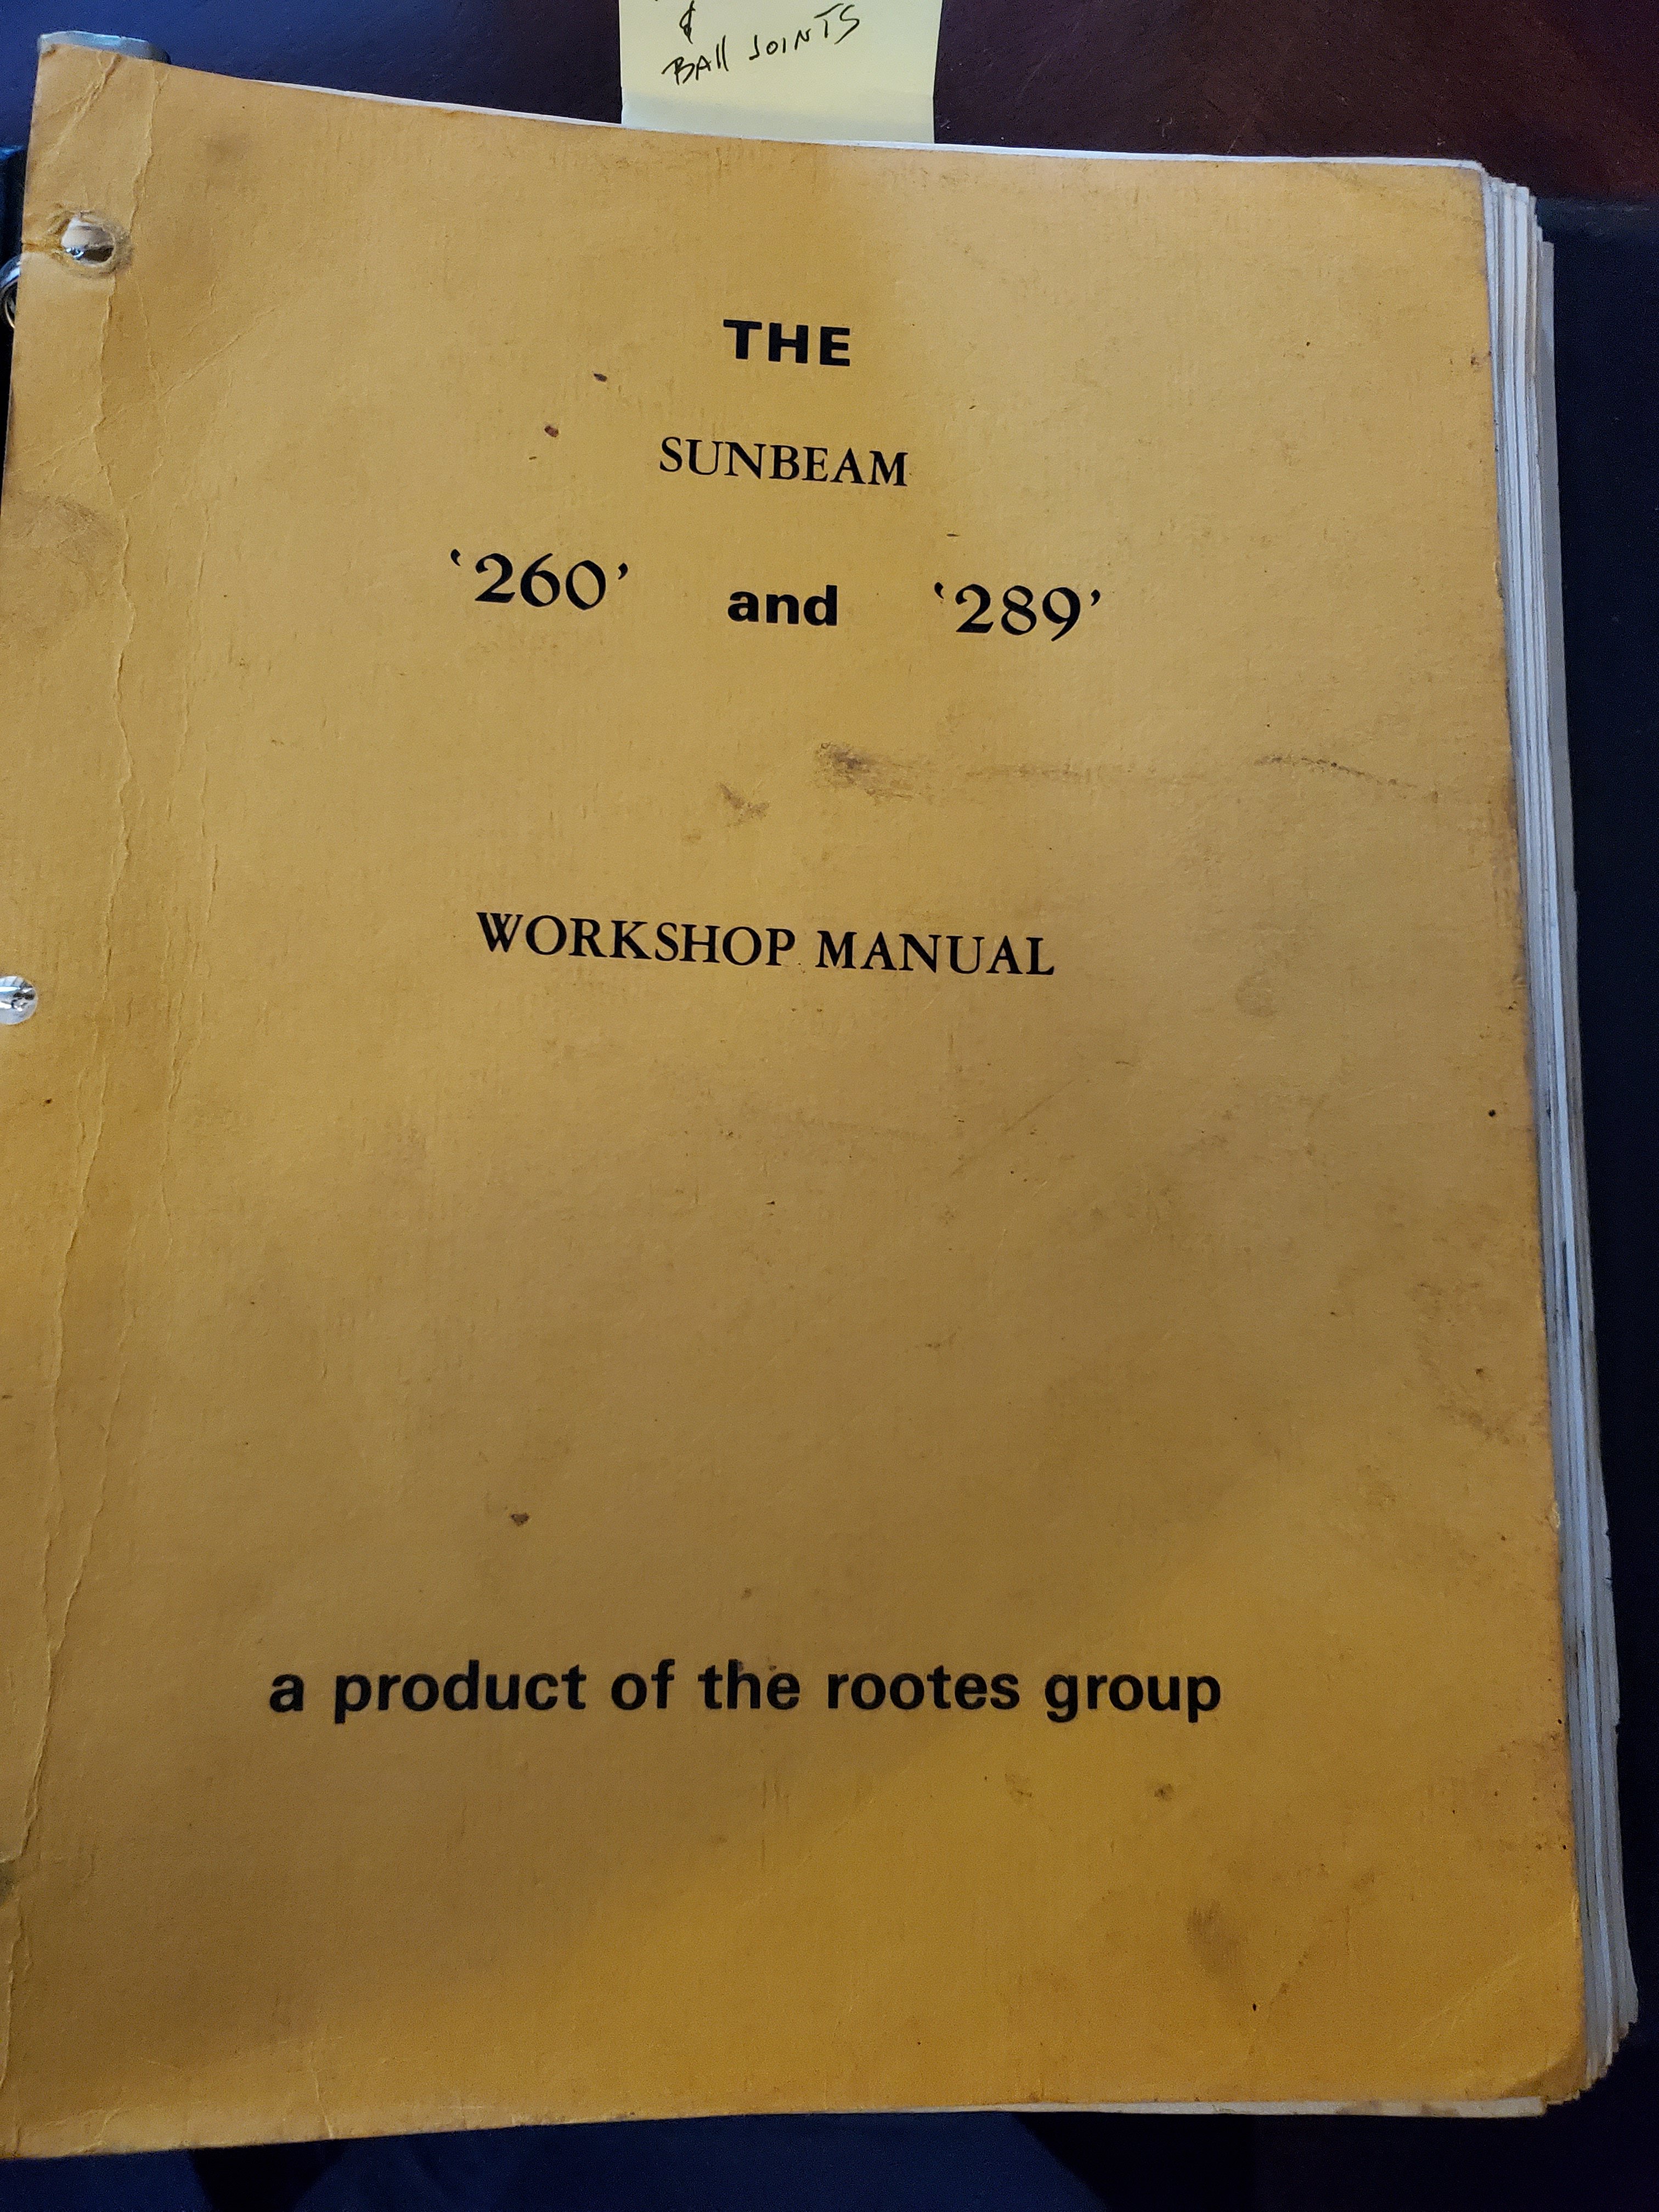 &
BAll JOINTS
THE
SUNBEAM
‘260’ and ‘289’
WORKSHOP MANUAL
a product of the rootes group